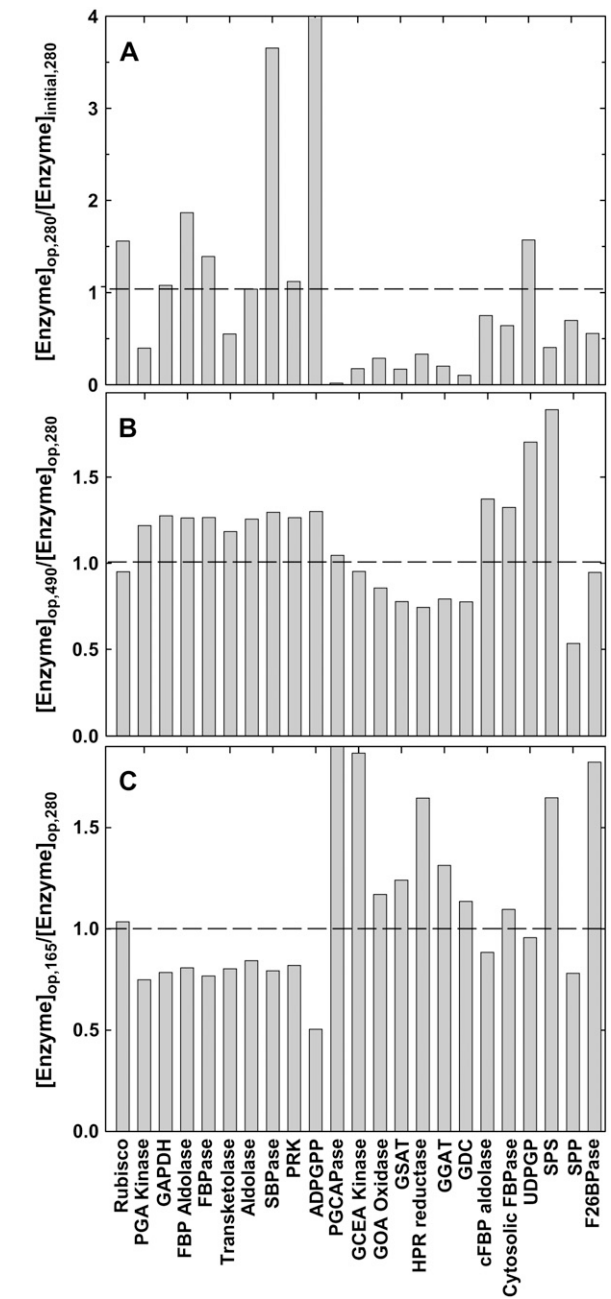 A
[Enzyme]op,280/[Enzyme]initial,280
4
3
2
1
0
B
[Enzyme]op,490/[Enzyme]op,280
1.5
1.0
0.5
0.0
C
[Enzyme]op,165/[Enzyme]op,280
1.5
1.0
0.5
0.0
Rubisco
PGA Kinase
GAPDH
FBP Aldolase
FBPase
Transketolase
Aldolase
SBPase
PRK
ADPGPP
PGCAPase
GCEA Kinase
GOA Oxidase
GSAT
HPR reductase
GGAT
GDC
cFBP aldolase
Cytosolic FBPase
UDPGP
SPS
SPP
F26BPase